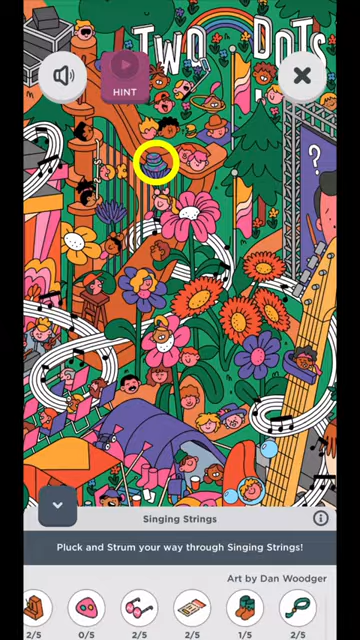 TWO DOTS
HINT
?
Singing Strings
Pluck and Strum your way through Singing Strings!
Art by Dan Woodger
2/5 0/5 2/5 2/5 1/5 2/5